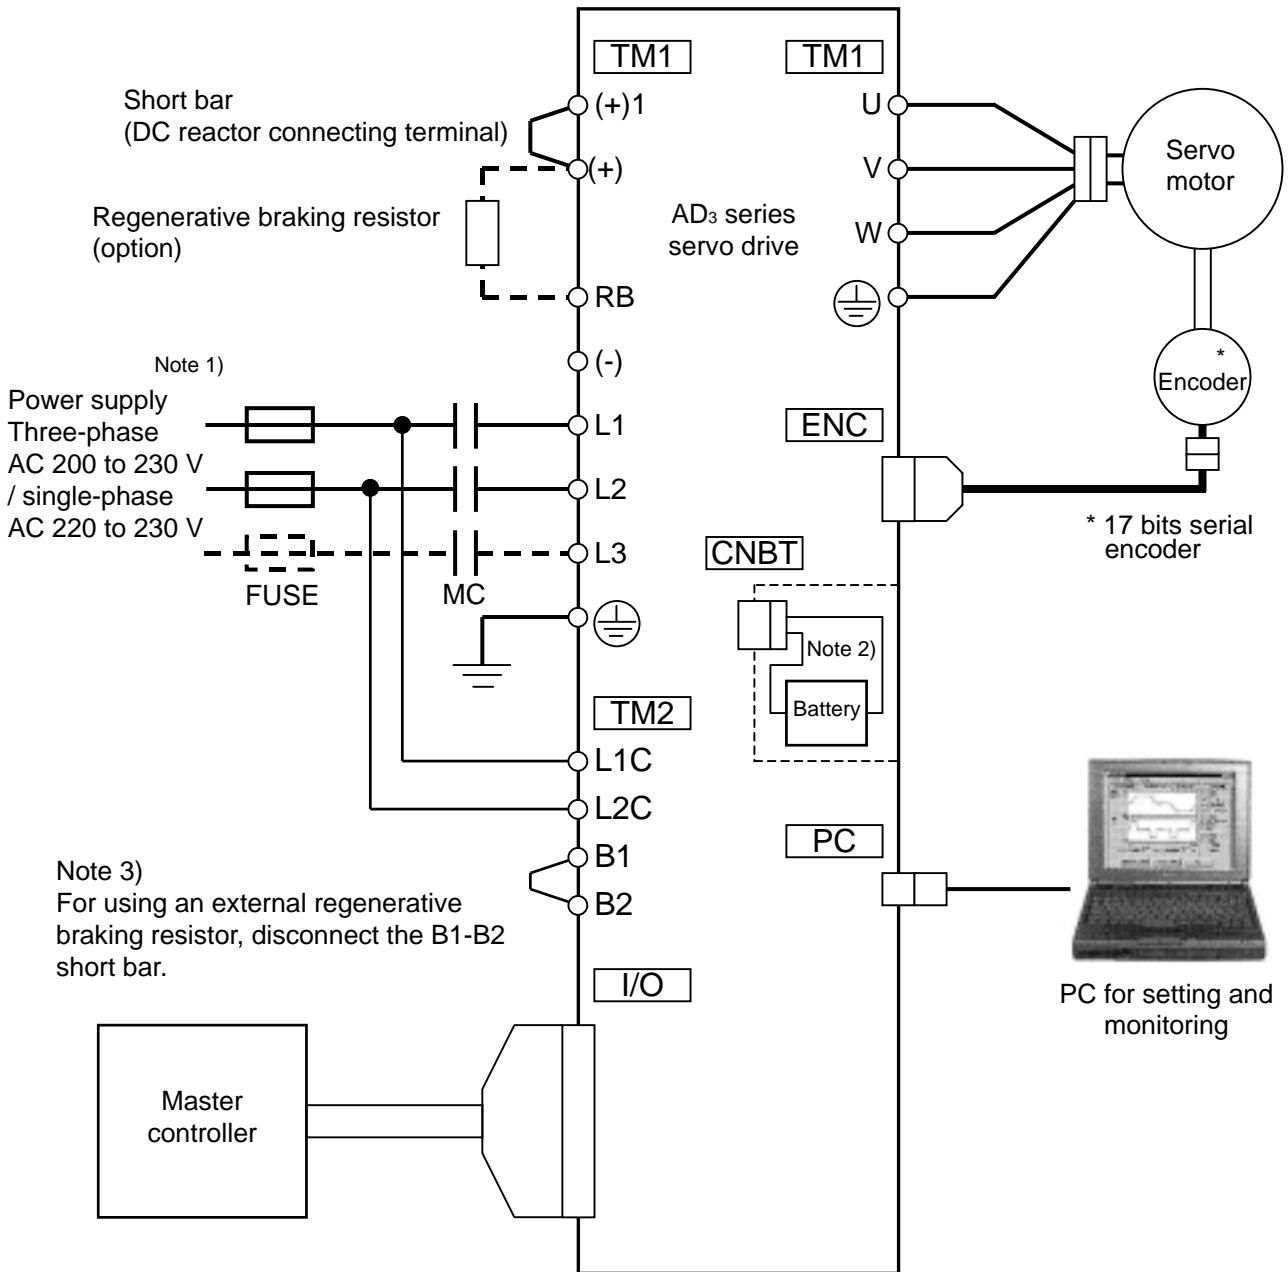 TM1
TM1
Short bar
(DC reactor connecting terminal)
(+)1
(+)
U
V
W
Servo
motor
Regenerative braking resistor
(option)
AD₃ series
servo drive
RB
(-)
Note 1)
Power supply
Three-phase
AC 200 to 230 V
/ single-phase
AC 220 to 230 V
L1
L2
L3
FUSE
MC
*
Encoder
ENC
* 17 bits serial
encoder
CNBT
Note 2)
Battery
TM2
L1C
L2C
B1
B2
PC
Note 3)
For using an external regenerative
braking resistor, disconnect the B1-B2
short bar.
I/O
PC for setting and
monitoring
Master
controller